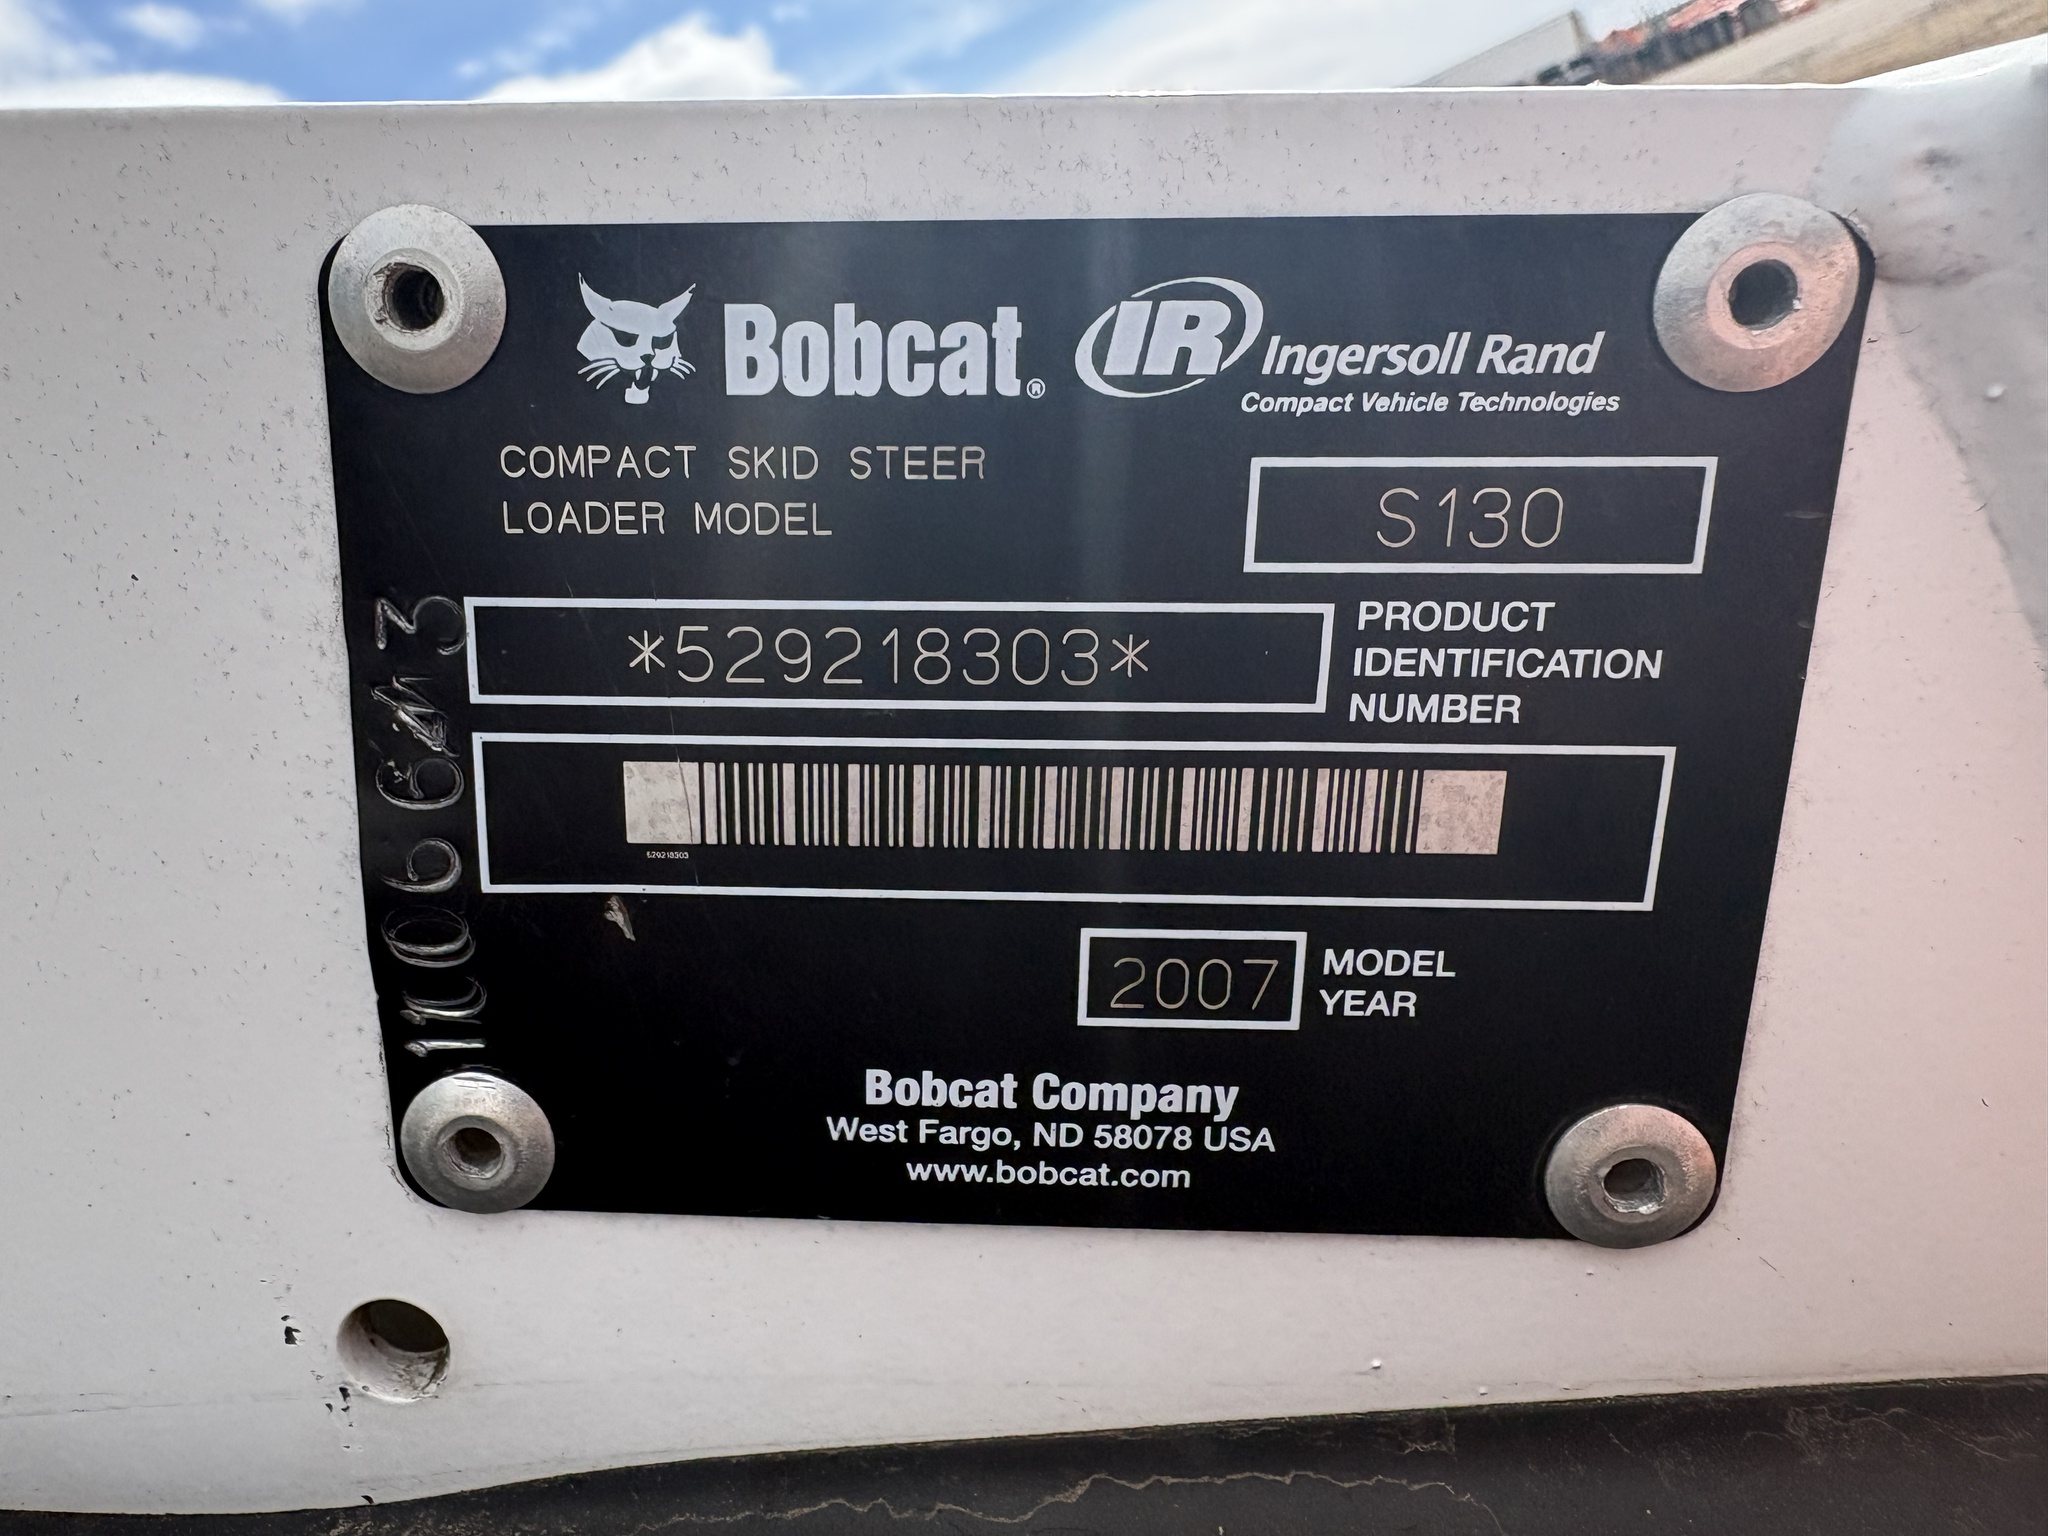 Bobcat®
IR Ingersoll Rand
Compact Vehicle Technologies
COMPACT SKID STEER
LOADER MODEL
S130
*529218303*
PRODUCT
IDENTIFICATION
NUMBER
529218303
2007
MODEL
YEAR
Bobcat Company
West Fargo, ND 58078 USA
www.bobcat.com